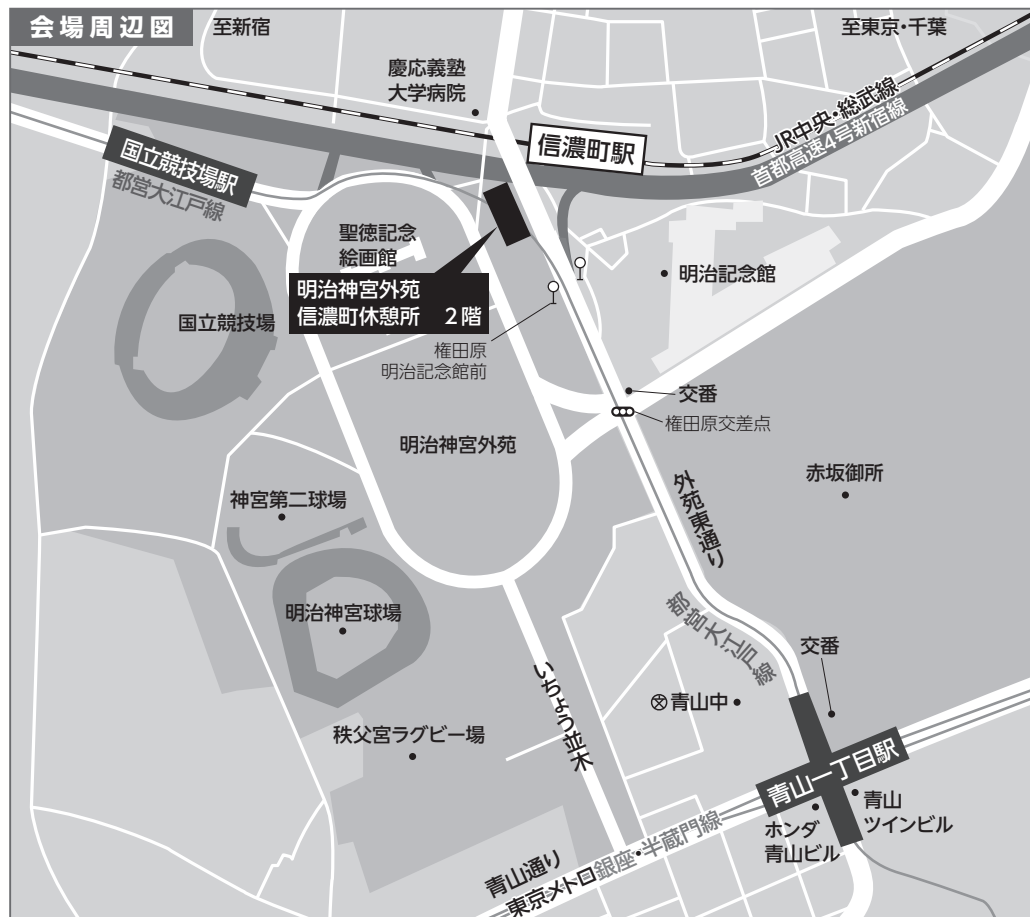 会場周辺図
至新宿
至東京・千葉
慶応義塾
大学病院
信濃町駅
JR中央・総武線
首都高速4号新宿線
国立競技場駅
都営大江戸線
聖徳記念
絵画館
明治神宮外苑
信濃町休憩所 2階
明治記念館
国立競技場
権田原
明治記念館前
交番
権田原交差点
明治神宮外苑
赤坂御所
外苑東通り
神宮第二球場
明治神宮球場
都営大江戸線
交番
いちょう並木
文青山中
秩父宮ラグビー場
青山一丁目駅
青山
ツインビル
ホンダ
青山ビル
青山通り
東京メトロ銀座・半蔵門線